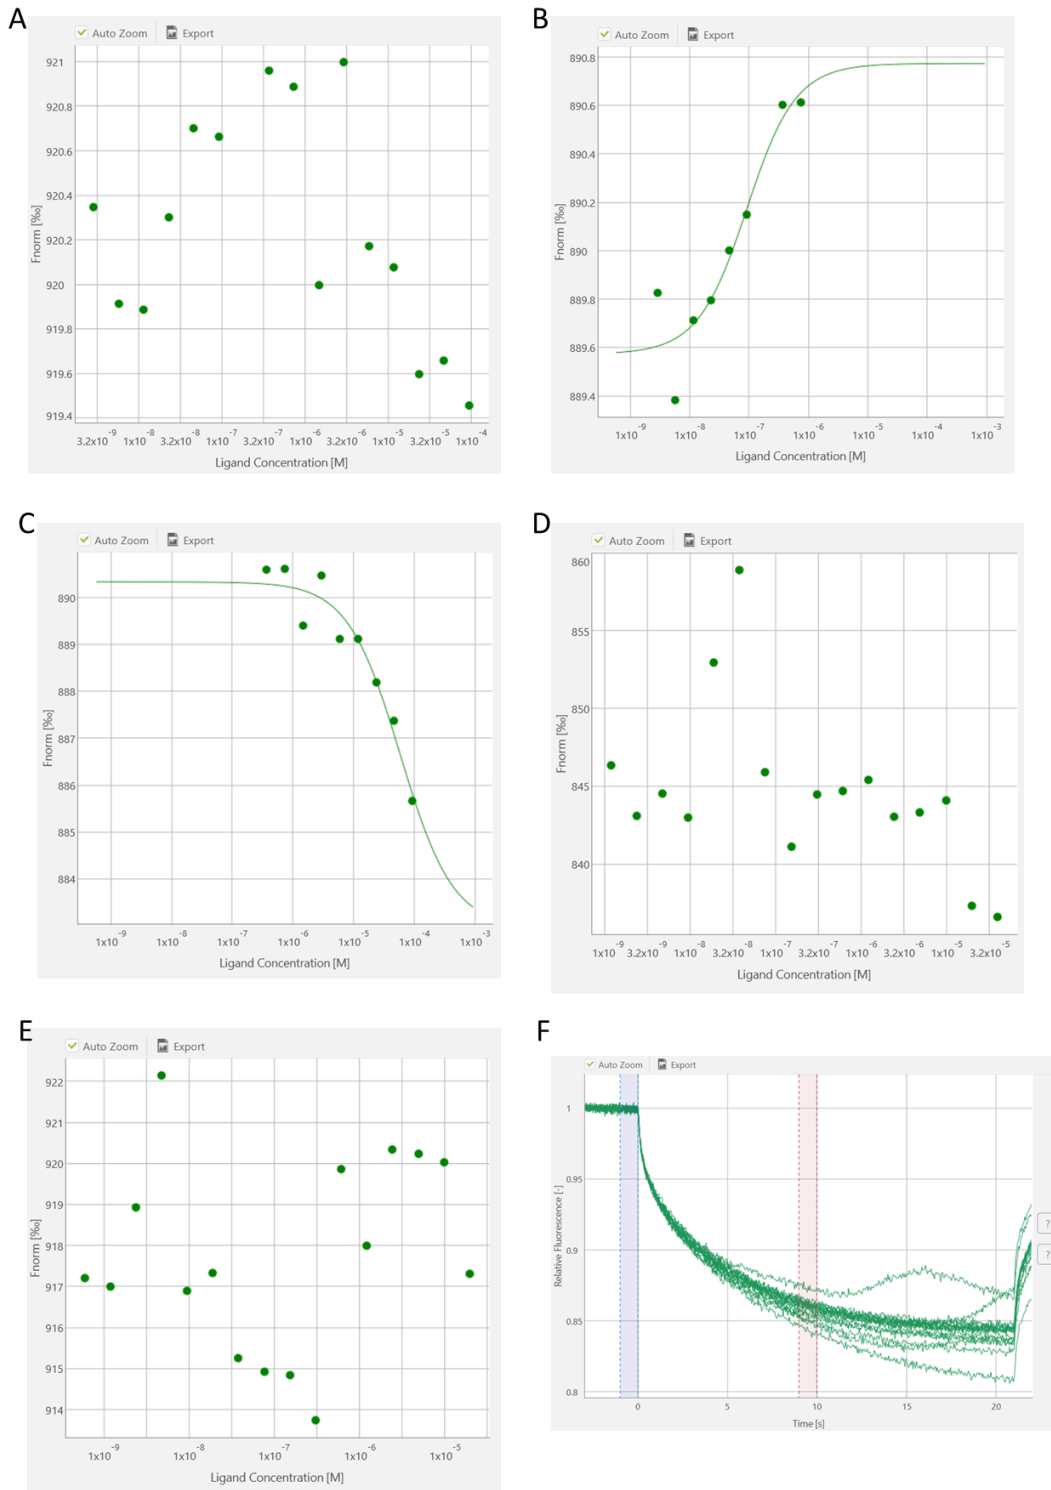 A
Auto Zoom Export
921
920.8
920.6
920.4
920.2
920
919.8
919.6
919.4
Fnorm [‰]
3.2x10⁻⁹ 1x10⁻⁸ 3.2x10⁻⁸ 1x10⁻⁷ 3.2x10⁻⁷ 1x10⁻⁶ 3.2x10⁻⁶ 1x10⁻⁵ 3.2x10⁻⁵ 1x10⁻⁴
Ligand Concentration [M]
B
Auto Zoom Export
890.8
890.6
890.4
890.2
890
889.8
889.6
889.4
Fnorm [‰]
1x10⁻⁹ 1x10⁻⁸ 1x10⁻⁷ 1x10⁻⁶ 1x10⁻⁵ 1x10⁻⁴ 1x10⁻³
Ligand Concentration [M]
C
Auto Zoom Export
890
889
888
887
886
885
884
Fnorm [‰]
1x10⁻⁹ 1x10⁻⁸ 1x10⁻⁷ 1x10⁻⁶ 1x10⁻⁵ 1x10⁻⁴ 1x10⁻³
Ligand Concentration [M]
D
Auto Zoom Export
860
855
850
845
840
Fnorm [‰]
1x10⁻⁹ 3.2x10⁻⁹ 1x10⁻⁸ 3.2x10⁻⁸ 1x10⁻⁷ 3.2x10⁻⁷ 1x10⁻⁶ 3.2x10⁻⁶ 1x10⁻⁵ 3.2x10⁻⁵
Ligand Concentration [M]
E
Auto Zoom Export
922
921
920
919
918
917
916
915
914
Fnorm [‰]
1x10⁻⁹ 1x10⁻⁸ 1x10⁻⁷ 1x10⁻⁶ 1x10⁻⁵
Ligand Concentration [M]
F
Auto Zoom Export
1
0.95
0.9
0.85
0.8
Relative Fluorescence [-]
0 5 10 15 20
Time [s]
?
?